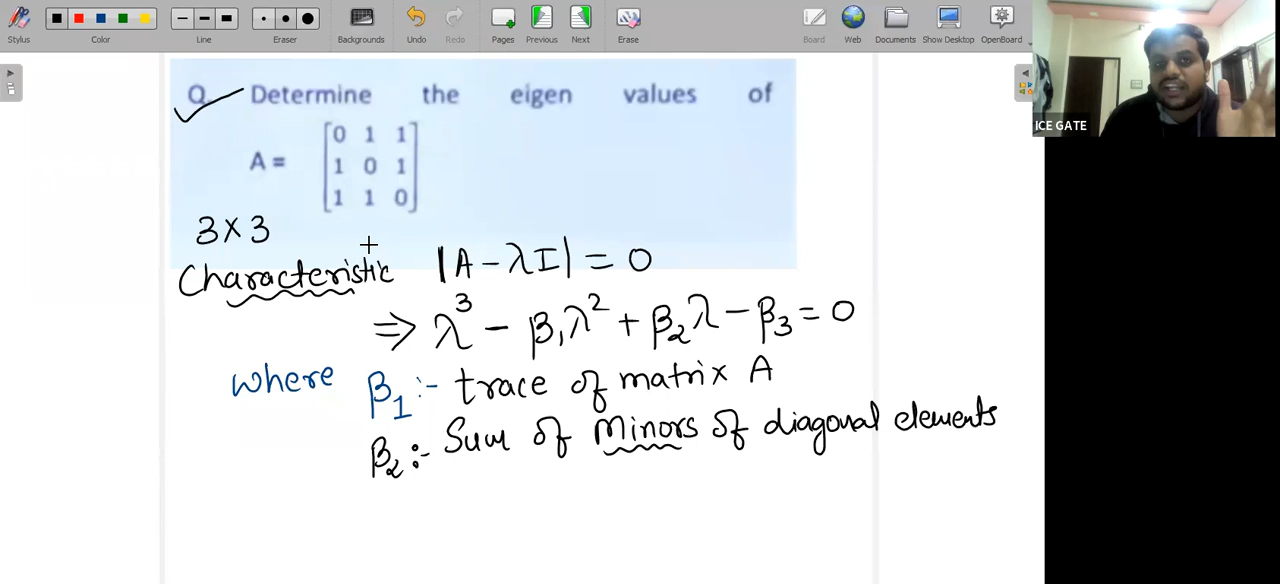 Stylus Color Line Eraser Backgrounds Undo Redo Pages Previous Next Erase Board Web Documents Show Desktop OpenBoard
ICE GATE
Q. Determine the eigen values of
A = [0 1 1
1 0 1
1 1 0]
3 × 3
Characteristic |A - λI| = 0
⇒ λ³ - β₁λ² + β₂λ - β₃ = 0
where β₁ :- trace of matrix A
β₂ :- Sum of Minors of diagonal elements